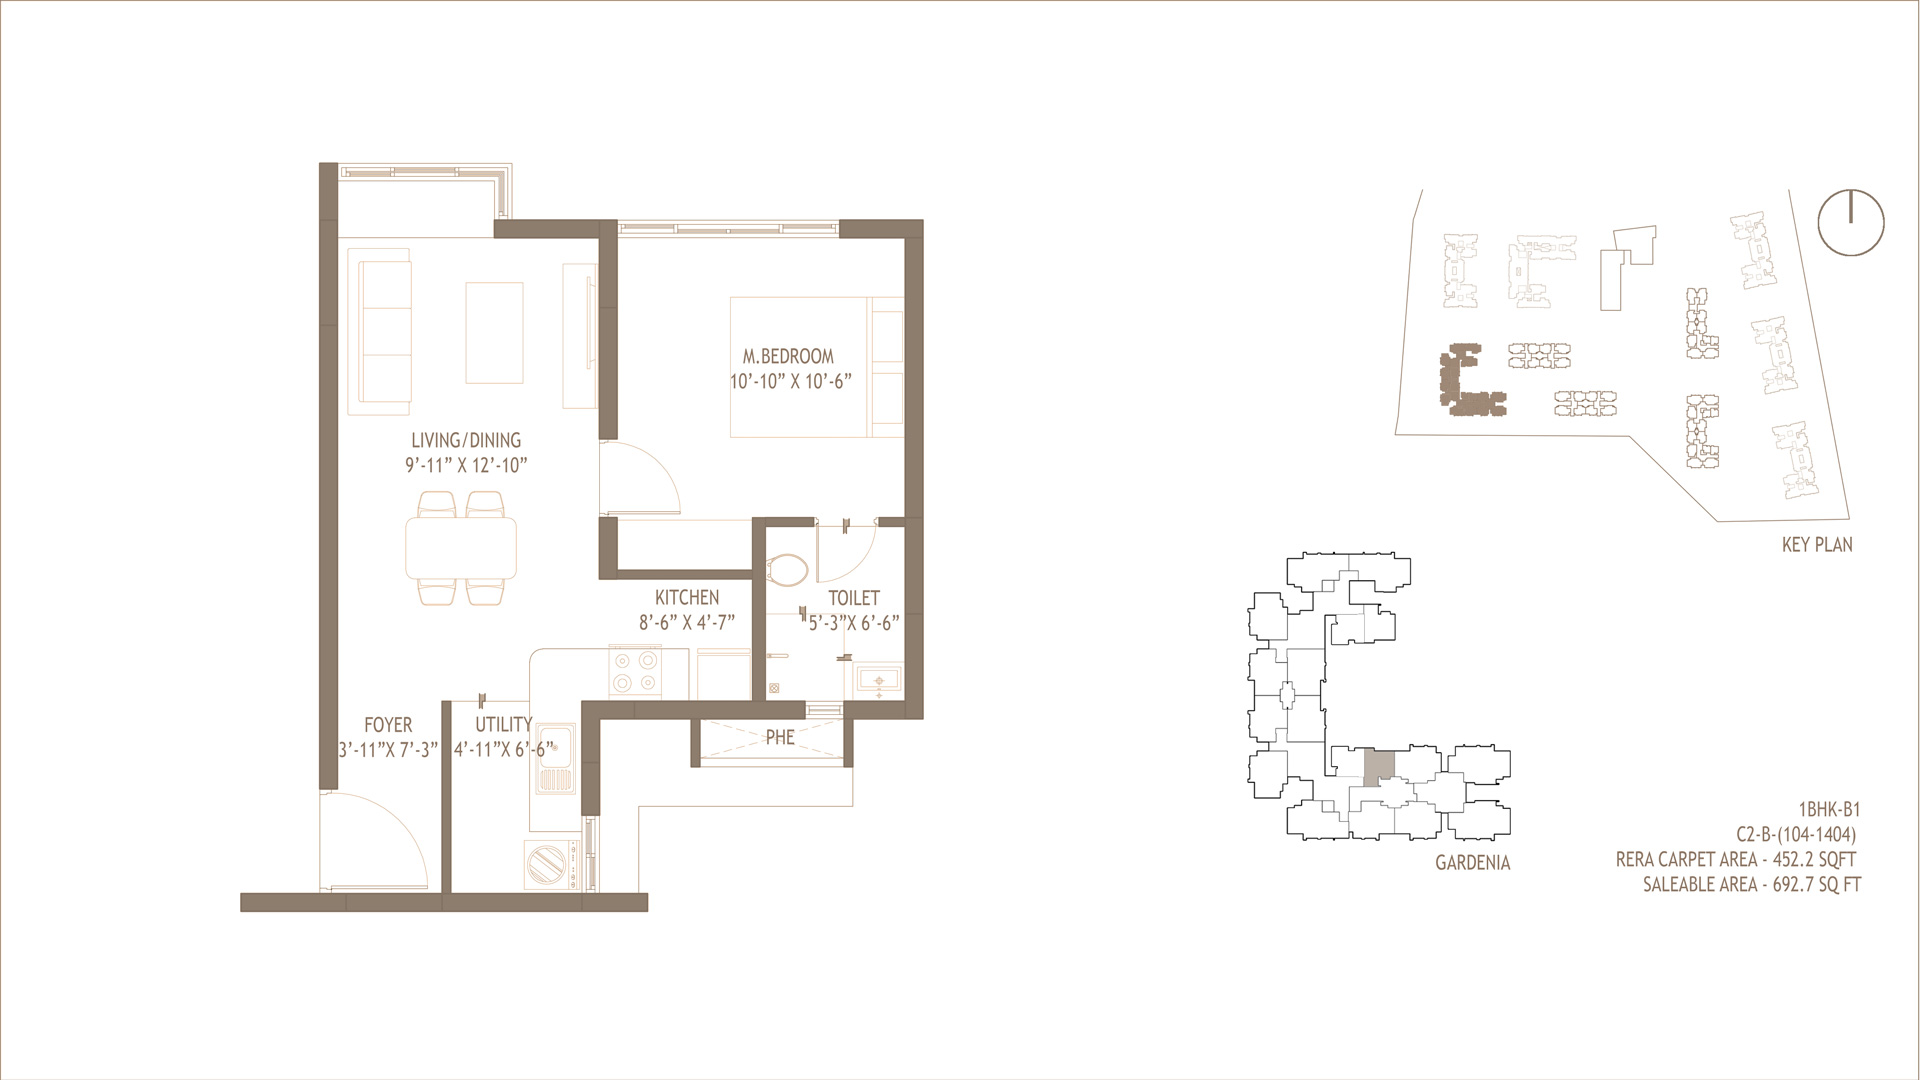 M.BEDROOM
10’-10” X 10’-6”
LIVING/DINING
9’-11” X 12’-10”
KITCHEN
8’-6” X 4’-7”
TOILET
5’-3”X 6’-6”
FOYER
3’-11”X 7’-3”
UTILITY
4’-11”X 6’-6”
PHE
KEY PLAN
GARDENIA
1BHK-B1
C2-B-(104-1404)
RERA CARPET AREA - 452.2 SQFT
SALEABLE AREA - 692.7 SQ FT